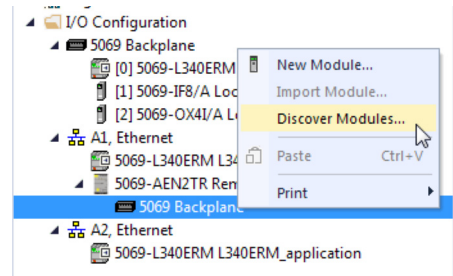 I/O Configuration
5069 Backplane
[0] 5069-L340ERM
[1] 5069-IF8/A Loc
[2] 5069-OX4I/A L
A1, Ethernet
5069-L340ERM L34
5069-AEN2TR Rem
5069 Backplane
A2, Ethernet
5069-L340ERM L340ERM_application
New Module...
Import Module...
Discover Modules...
Paste Ctrl+V
Print